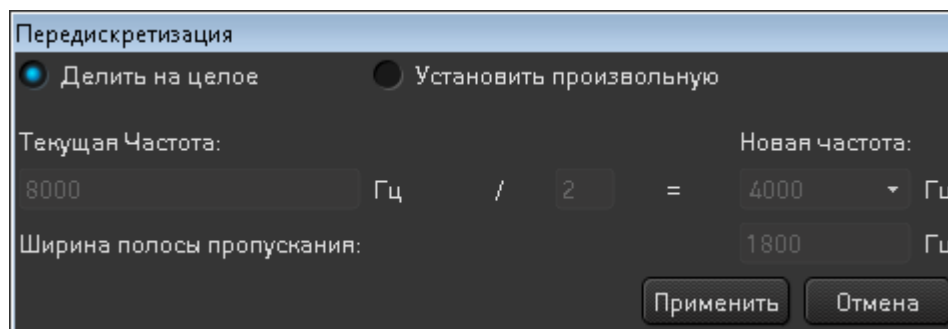 Передискретизация
Делить на целое Установить произвольную
Текущая Частота: Новая частота:
8000 Гц / 2 = 4000 Гц
Ширина полосы пропускания: 1800 Гц
Применить Отмена